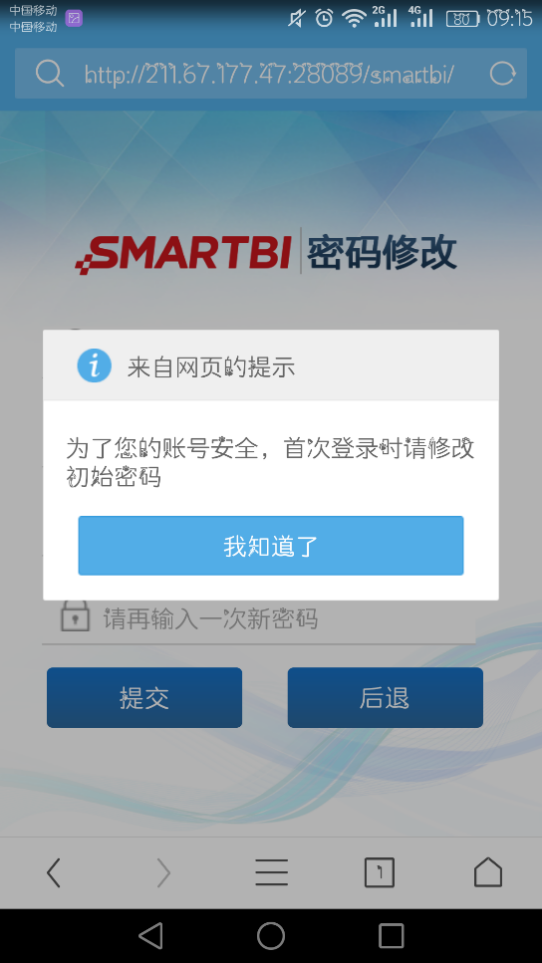 中国移动
中国移动
2G
4G
80
09:15
http://211.67.177.47:28089/smartbi/
SMARTBI 密码修改
来自网页的提示
为了您的账号安全，首次登录时请修改
初始密码
我知道了
请再输入一次新密码
提交
后退
1